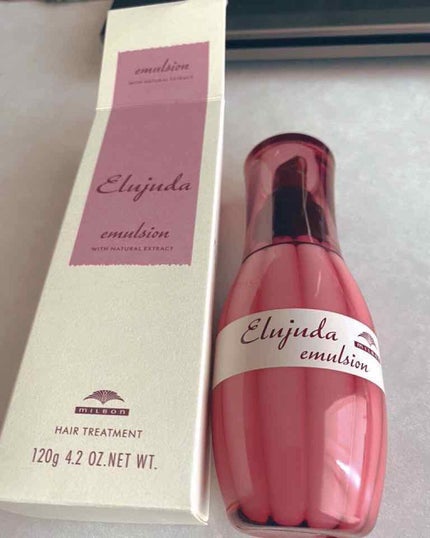 emulsion
WITH NATURAL EXTRACT
Elujuda
emulsion
WITH NATURAL EXTRACT
MILBON
HAIR TREATMENT
120g 4.2 OZ.NET WT.
Elujuda
MILBON
emulsion